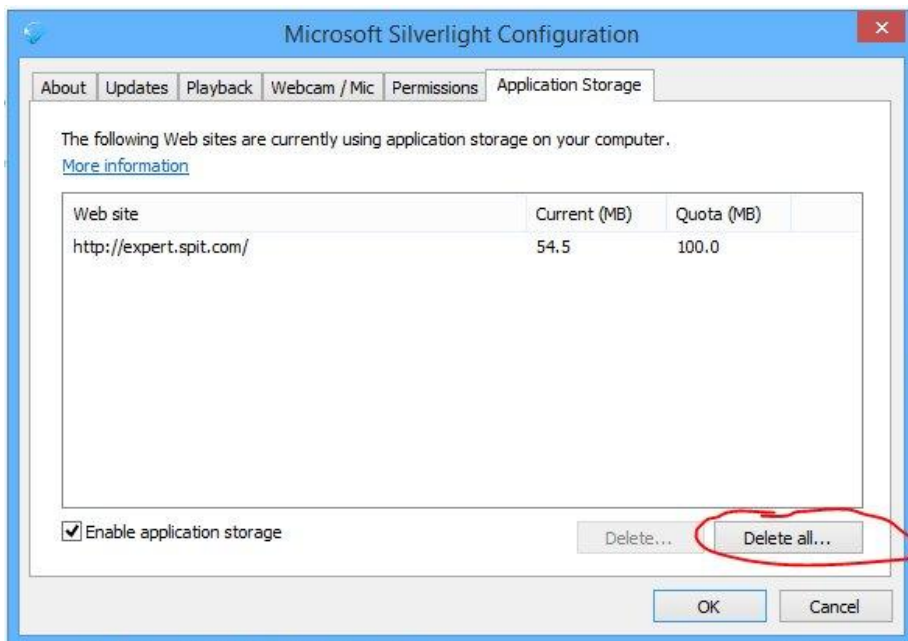 Microsoft Silverlight Configuration
About Updates Playback Webcam / Mic Permissions Application Storage
The following Web sites are currently using application storage on your computer.
More information
Web site Current (MB) Quota (MB)
http://expert.spit.com/ 54.5 100.0
Enable application storage Delete... Delete all...
OK Cancel